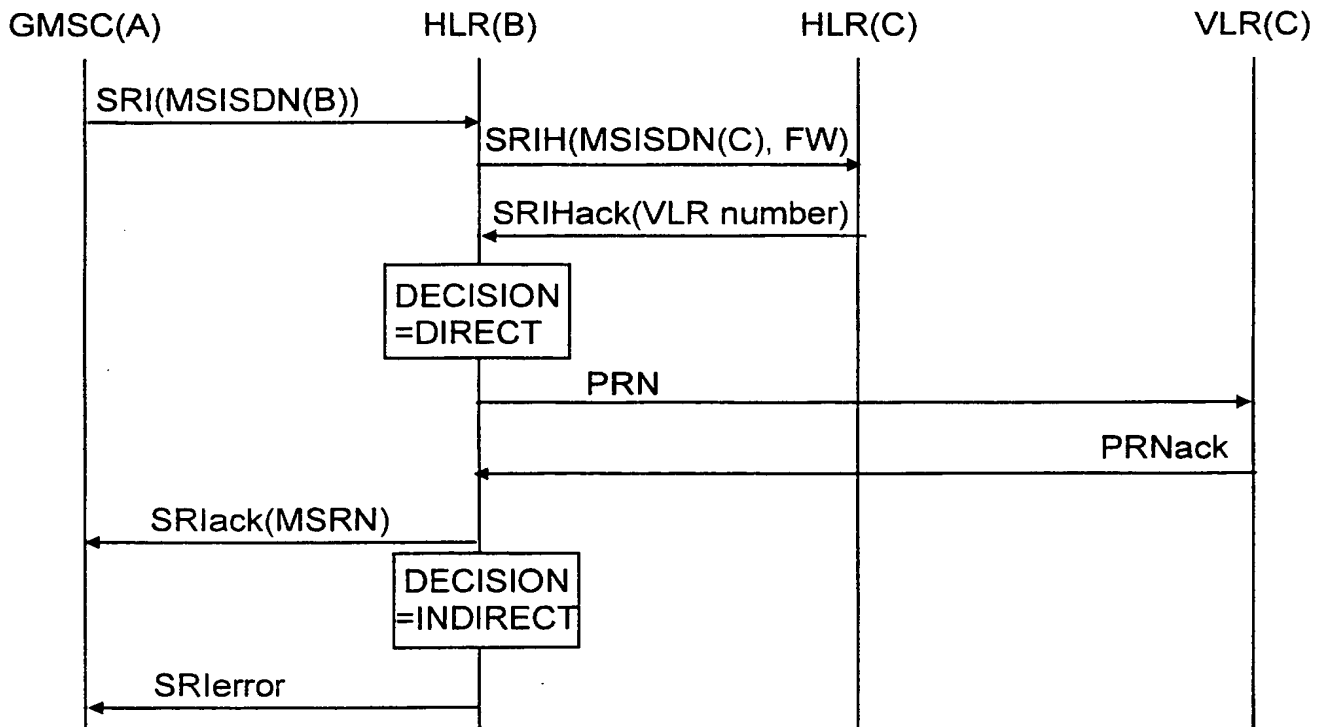 GMSC(A) HLR(B) HLR(C) VLR(C)
SRI(MSISDN(B))
SRIH(MSISDN(C), FW)
SRIHack(VLR number)
DECISION
=DIRECT
PRN
PRNack
SRIack(MSRN)
DECISION
=INDIRECT
SRIerror